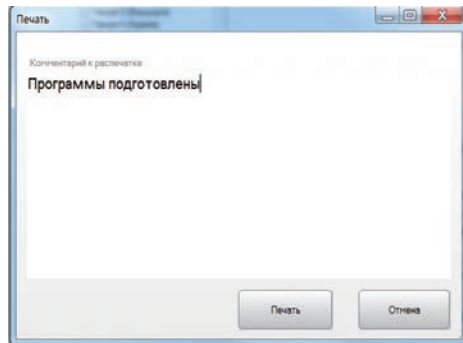 Печать
Комментарий к распечатке
Программы подготовлены
Печать
Отмена